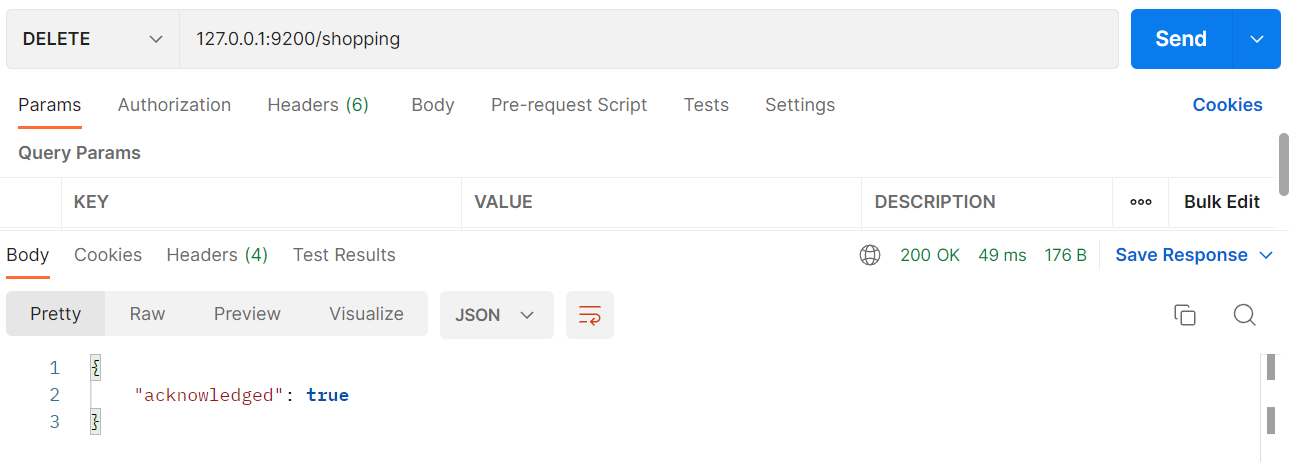 DELETE 127.0.0.1:9200/shopping Send
Params Authorization Headers (6) Body Pre-request Script Tests Settings Cookies
Query Params
KEY VALUE DESCRIPTION ooo Bulk Edit
Body Cookies Headers (4) Test Results 200 OK 49 ms 176 B Save Response
Pretty Raw Preview Visualize JSON
1 {
2 "acknowledged": true
3 }